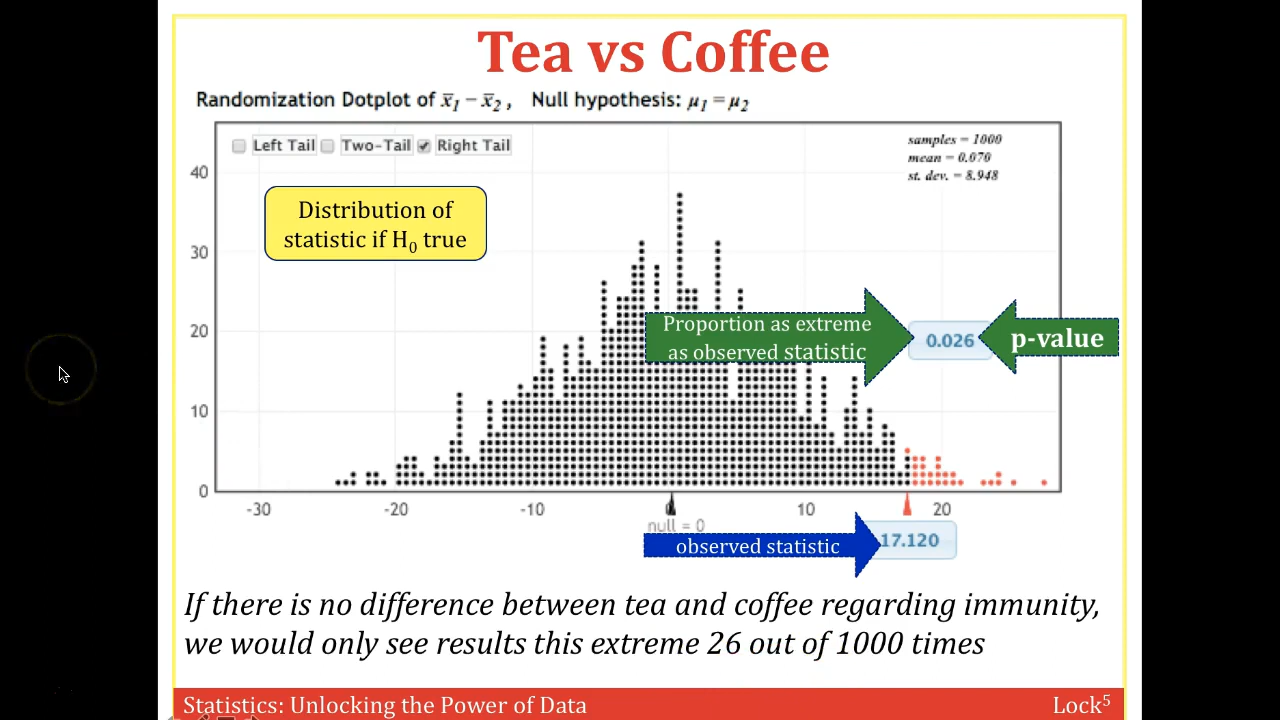 Tea vs Coffee
Randomization Dotplot of x̄₁ − x̄₂ , Null hypothesis: μ₁ = μ₂
Left Tail Two-Tail Right Tail
samples = 1000
mean = 0.070
st. dev. = 8.948
40
30
20
10
0
Distribution of
statistic if H₀ true
Proportion as extreme
as observed statistic
0.026
p-value
-30 -20 -10 0 10 20
null = 0
observed statistic
17.120
If there is no difference between tea and coffee regarding immunity,
we would only see results this extreme 26 out of 1000 times
Statistics: Unlocking the Power of Data
Lock⁵